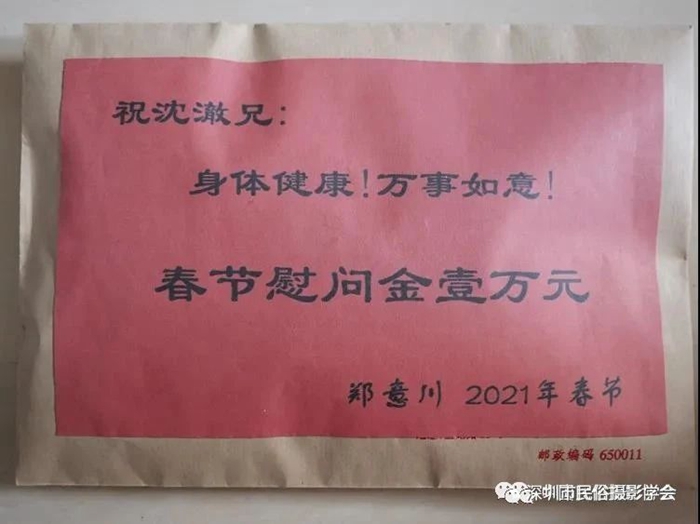 祝沈澈兄：
身体健康！万事如意！
春节慰问金壹万元
郑意川 2021年春节
邮政编码 650011
深圳市民俗摄影学会